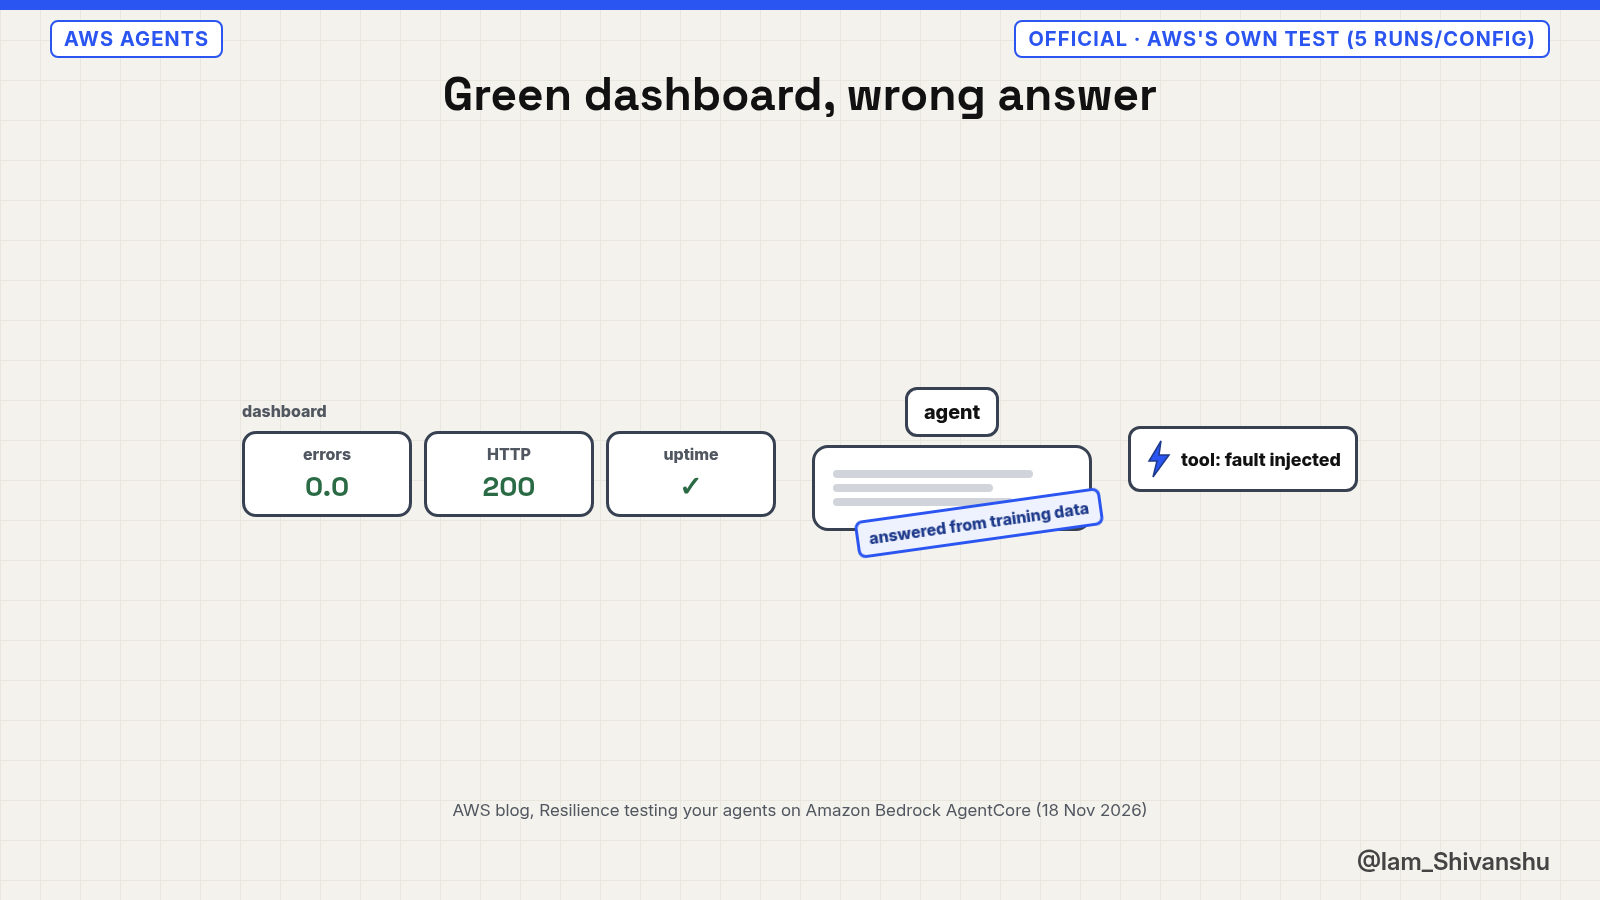 AWS AGENTS
OFFICIAL · AWS'S OWN TEST (5 RUNS/CONFIG)
Green dashboard, wrong answer
dashboard
errors
0.0
HTTP
200
uptime
✓
agent
answered from training data
tool: fault injected
AWS blog, Resilience testing your agents on Amazon Bedrock AgentCore (18 Nov 2026)
@Iam_Shivanshu